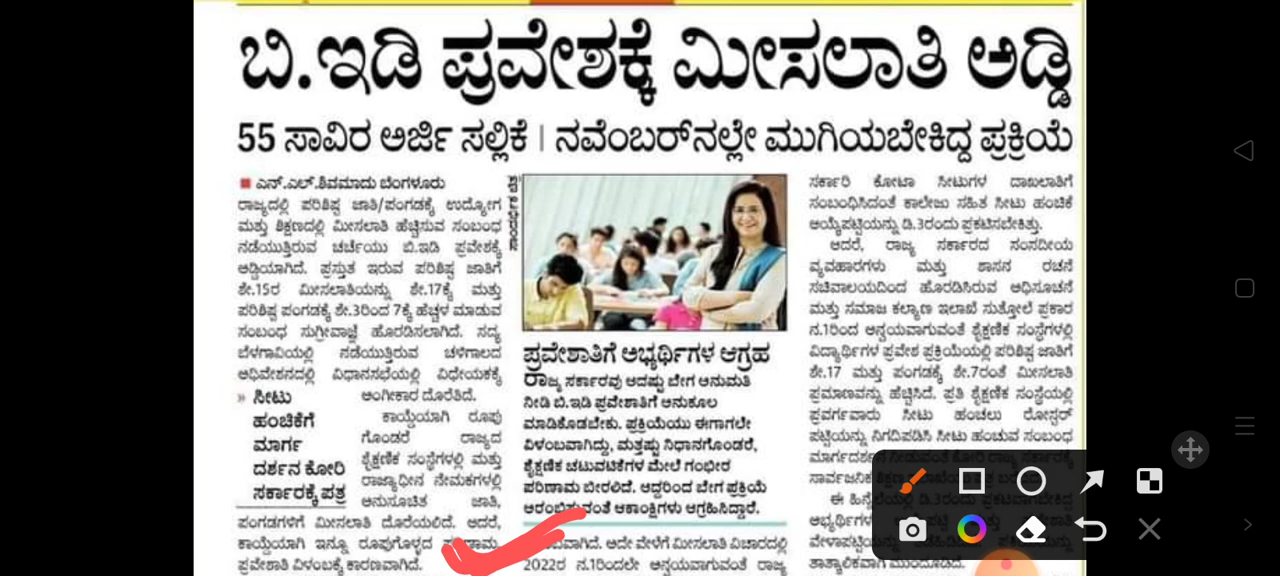 ಬಿ.ಇಡಿ ಪ್ರವೇಶಕ್ಕೆ ಮೀಸಲಾತಿ ಅಡ್ಡಿ
55 ಸಾವಿರ ಅರ್ಜಿ ಸಲ್ಲಿಕೆ | ನವೆಂಬರ್‌ನಲ್ಲೇ ಮುಗಿಯಬೇಕಿದ್ದ ಪ್ರಕ್ರಿಯೆ
ಎನ್.ಎಲ್.ಶಿವಮಾದು ಬೆಂಗಳೂರು
ರಾಜ್ಯದಲ್ಲಿ ಪರಿಶಿಷ್ಟ ಜಾತಿ/ಪಂಗಡಕ್ಕೆ ಉದ್ಯೋಗ
ಮತ್ತು ಶಿಕ್ಷಣದಲ್ಲಿ ಮೀಸಲಾತಿ ಹೆಚ್ಚಿಸುವ ಸಂಬಂಧ
ನಡೆಯುತ್ತಿರುವ ಚರ್ಚೆಯು ಬಿ.ಇಡಿ ಪ್ರವೇಶಕ್ಕೆ
ಅಡ್ಡಿಯಾಗಿದೆ. ಪ್ರಸ್ತುತ ಇರುವ ಪರಿಶಿಷ್ಟ ಜಾತಿಗೆ
ಶೇ.15ರ ಮೀಸಲಾತಿಯನ್ನು ಶೇ.17ಕ್ಕೆ ಮತ್ತು
ಪರಿಶಿಷ್ಟ ಪಂಗಡಕ್ಕೆ ಶೇ.3ರಿಂದ 7ಕ್ಕೆ ಹೆಚ್ಚಳ ಮಾಡುವ
ಸಂಬಂಧ ಸುಗ್ರೀವಾಜ್ಞೆ ಹೊರಡಿಸಲಾಗಿದೆ. ಸದ್ಯ
ಬೆಳಗಾವಿಯಲ್ಲಿ ನಡೆಯುತ್ತಿರುವ ಚಳಿಗಾಲದ
ಅಧಿವೇಶನದಲ್ಲಿ ವಿಧಾನಸಭೆಯಲ್ಲಿ ವಿಧೇಯಕಕ್ಕೆ
ಅಂಗೀಕಾರ ದೊರೆತಿದೆ.
ಕಾಯ್ದೆಯಾಗಿ ರೂಪು
ಗೊಂಡರೆ ರಾಜ್ಯದ
ಶೈಕ್ಷಣಿಕ ಸಂಸ್ಥೆಗಳಲ್ಲಿ ಮತ್ತು
ರಾಜ್ಯಾಧೀನ ನೇಮಕಗಳಲ್ಲಿ
ಅನುಸೂಚಿತ ಜಾತಿ,
ಪಂಗಡಗಳಿಗೆ ಮೀಸಲಾತಿ ದೊರೆಯಲಿದೆ. ಆದರೆ,
ಕಾಯ್ದೆಯಾಗಿ ಇನ್ನೂ ರೂಪುಗೊಳ್ಳದ
ಪ್ರವೇಶಾತಿ ವಿಳಂಬಕ್ಕೆ ಕಾರಣವಾಗಿದೆ.
» ಸೀಟು
ಹಂಚಿಕೆಗೆ
ಮಾರ್ಗ
ದರ್ಶನ ಕೋರಿ
ಸರ್ಕಾರಕ್ಕೆ ಪತ್ರ
ಸಾಂದರ್ಭಿಕ ಚಿತ್ರ
ಪ್ರವೇಶಾತಿಗೆ ಅಭ್ಯರ್ಥಿಗಳ ಆಗ್ರಹ
ರಾಜ್ಯ ಸರ್ಕಾರವು ಆದಷ್ಟು ಬೇಗ ಅನುಮತಿ
ನೀಡಿ ಬಿ.ಇಡಿ ಪ್ರವೇಶಾತಿಗೆ ಅನುಕೂಲ
ಮಾಡಿಕೊಡಬೇಕು. ಪ್ರಕ್ರಿಯೆಯು ಈಗಾಗಲೇ
ವಿಳಂಬವಾಗಿದ್ದು, ಮತ್ತಷ್ಟು ನಿಧಾನಗೊಂಡರೆ,
ಶೈಕ್ಷಣಿಕ ಚಟುವಟಿಕೆಗಳ ಮೇಲೆ ಗಂಭೀರ
ಪರಿಣಾಮ ಬೀರಲಿದೆ. ಆದ್ದರಿಂದ ಬೇಗ ಪ್ರಕ್ರಿಯೆ
ಆರಂಭಿಸುವಂತೆ ಆಕಾಂಕ್ಷಿಗಳು ಆಗ್ರಹಿಸಿದ್ದಾರೆ.
ಅದೇ ವೇಳೆಗೆ ಮೀಸಲಾತಿ ವಿಚಾರದಲ್ಲಿ
2022ರ ನ.1ರಿಂದಲೇ ಅನ್ವಯವಾಗುವಂತೆ ರಾಜ್ಯ
ಸರ್ಕಾರಿ ಕೋಟಾ ಸೀಟುಗಳ ದಾಖಲಾತಿಗೆ
ಸಂಬಂಧಿಸಿದಂತೆ ಕಾಲೇಜು ಸಹಿತ ಸೀಟು ಹಂಚಿಕೆ
ಆಯ್ಕೆಪಟ್ಟಿಯನ್ನು ಡಿ.3ರಂದು ಪ್ರಕಟಿಸಬೇಕಿತ್ತು.
ಆದರೆ, ರಾಜ್ಯ ಸರ್ಕಾರದ ಸಂಸದೀಯ
ವ್ಯವಹಾರಗಳು ಮತ್ತು ಶಾಸನ ರಚನೆ
ಸಚಿವಾಲಯದಿಂದ ಹೊರಡಿಸಿರುವ ಅಧಿಸೂಚನೆ
ಮತ್ತು ಸಮಾಜ ಕಲ್ಯಾಣ ಇಲಾಖೆ ಸುತ್ತೋಲೆ ಪ್ರಕಾರ
ನ.1ರಿಂದ ಅನ್ವಯವಾಗುವಂತೆ ಶೈಕ್ಷಣಿಕ ಸಂಸ್ಥೆಗಳಲ್ಲಿ
ವಿದ್ಯಾರ್ಥಿಗಳ ಪ್ರವೇಶ ಪ್ರಕ್ರಿಯೆಯಲ್ಲಿ ಪರಿಶಿಷ್ಟ ಜಾತಿಗೆ
ಶೇ.17 ಮತ್ತು ಪಂಗಡಕ್ಕೆ ಶೇ.7ರಂತೆ ಮೀಸಲಾತಿ
ಪ್ರಮಾಣವನ್ನು ಹೆಚ್ಚಿಸಿದೆ. ಪ್ರತಿ ಶೈಕ್ಷಣಿಕ ಸಂಸ್ಥೆಯಲ್ಲಿ
ಪ್ರವರ್ಗವಾರು ಸೀಟು ಹಂಚಲು ರೋಸ್ಟರ್
ಪಟ್ಟಿಯನ್ನು ನಿಗದಿಪಡಿಸಿ ಸೀಟು ಹಂಚುವ ಸಂಬಂಧ
ಮಾರ್ಗದರ್ಶನ ನೀಡುವಂತೆ ಕೋರಿ ರಾಜ್ಯ ಸರ್ಕಾರಕ್ಕೆ
ಸಾರ್ವಜನಿಕ
ಈ
ತಾತ್ಕಾಲಿಕವಾಗಿ ಮುಂದೂಡಿದೆ.